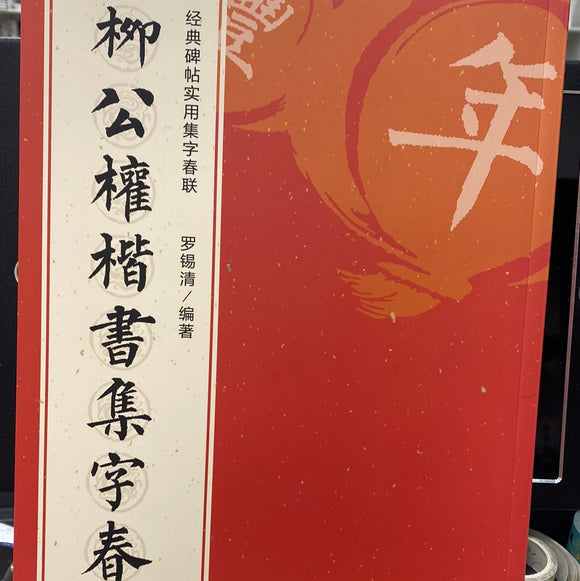 柳公權楷書集字春
经典碑帖实用集字春联
罗锡清/编著
年